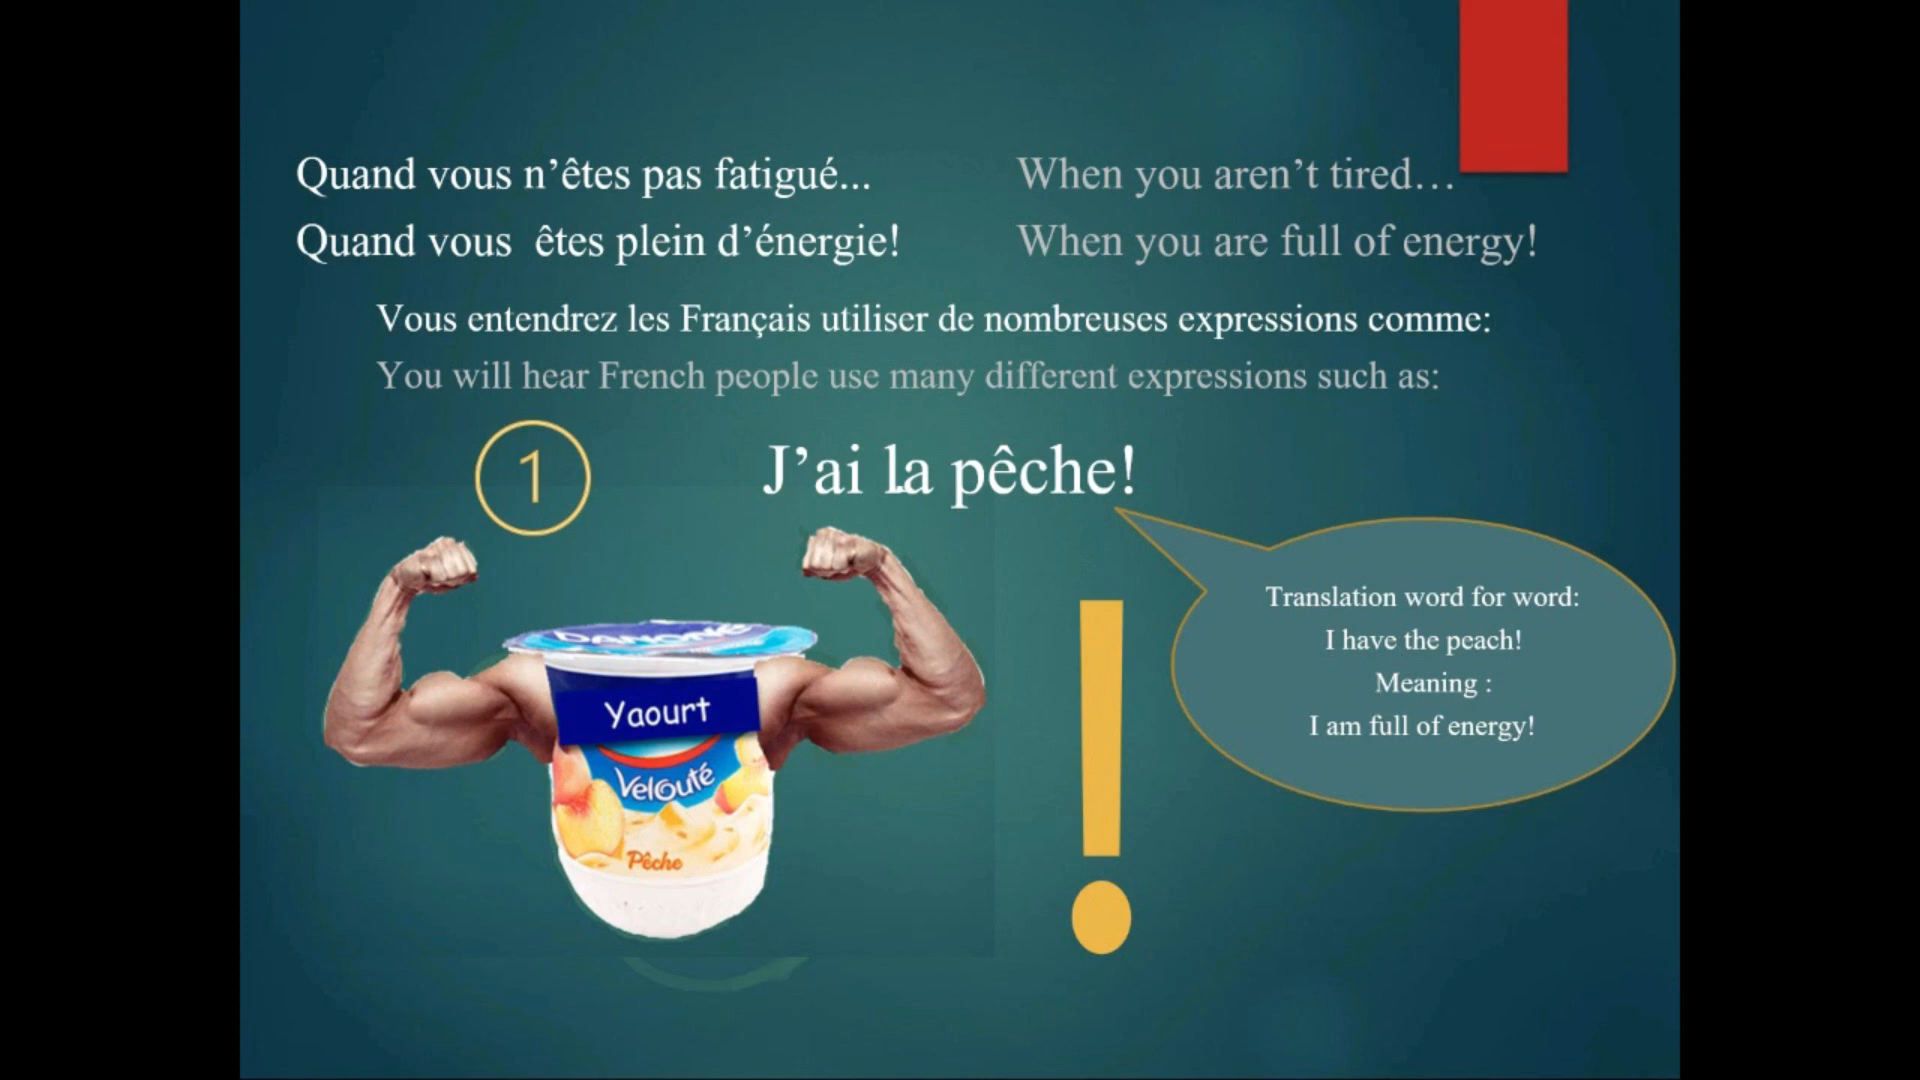 Quand vous n’êtes pas fatigué...
When you aren’t tired…
Quand vous  êtes plein d’énergie!
When you are full of energy!
Vous entendrez les Français utiliser de nombreuses expressions comme:
You will hear French people use many different expressions such as:
1
J’ai la pêche!
Translation word for word:
I have the peach!
Meaning :
I am full of energy!
DANONE
Yaourt
Velouté
Pêche
!